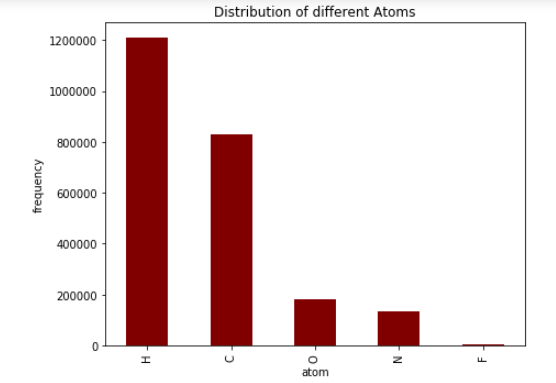 Distribution of different Atoms
1200000
1000000
800000
600000
400000
200000
0
frequency
H
C
O
N
F
atom